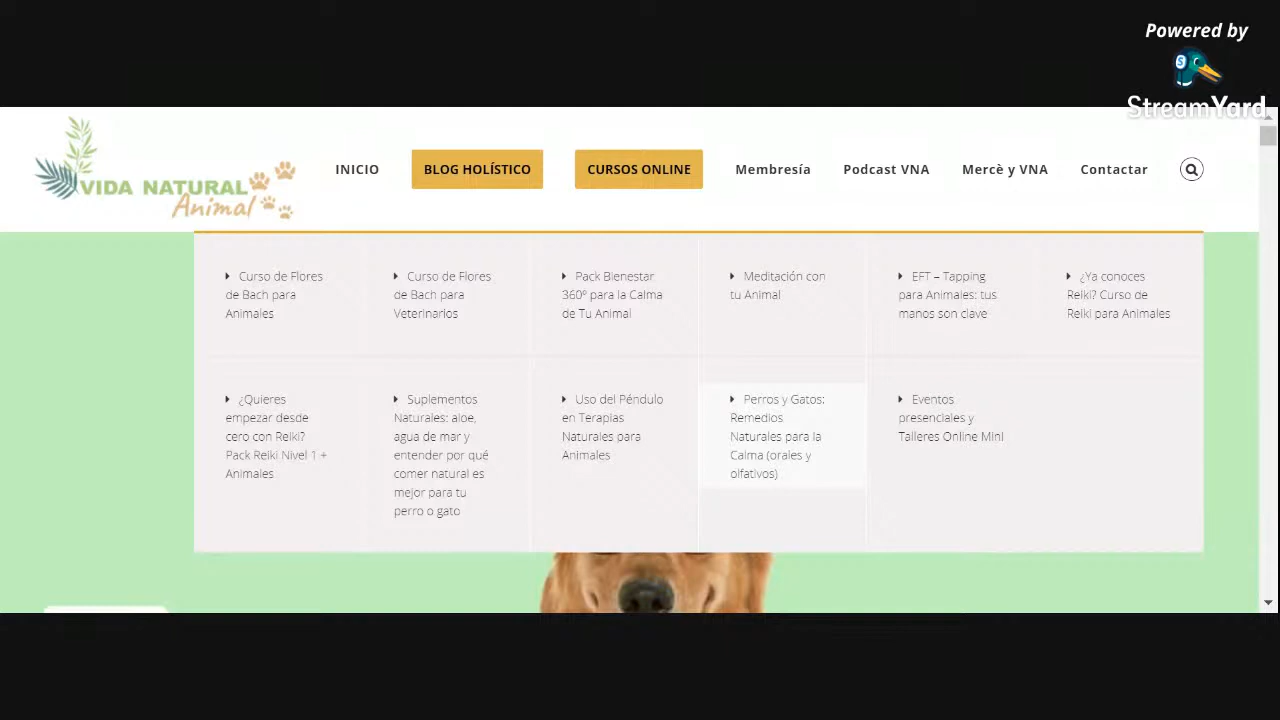 Powered by
StreamYard
VIDA NATURAL
Animal
INICIO
BLOG HOLÍSTICO
CURSOS ONLINE
Membresía
Podcast VNA
Mercè y VNA
Contactar
Curso de Flores
de Bach para
Animales
Curso de Flores
de Bach para
Veterinarios
Pack Bienestar
360º para la Calma
de Tu Animal
Meditación con
tu Animal
EFT – Tapping
para Animales: tus
manos son clave
¿Ya conoces
Reiki? Curso de
Reiki para Animales
¿Quieres
empezar desde
cero con Reiki?
Pack Reiki Nivel 1 +
Animales
Suplementos
Naturales: aloe,
agua de mar y
entender por qué
comer natural es
mejor para tu
perro o gato
Uso del Péndulo
en Terapias
Naturales para
Animales
Perros y Gatos:
Remedios
Naturales para la
Calma (orales y
olfativos)
Eventos
presenciales y
Talleres Online Mini